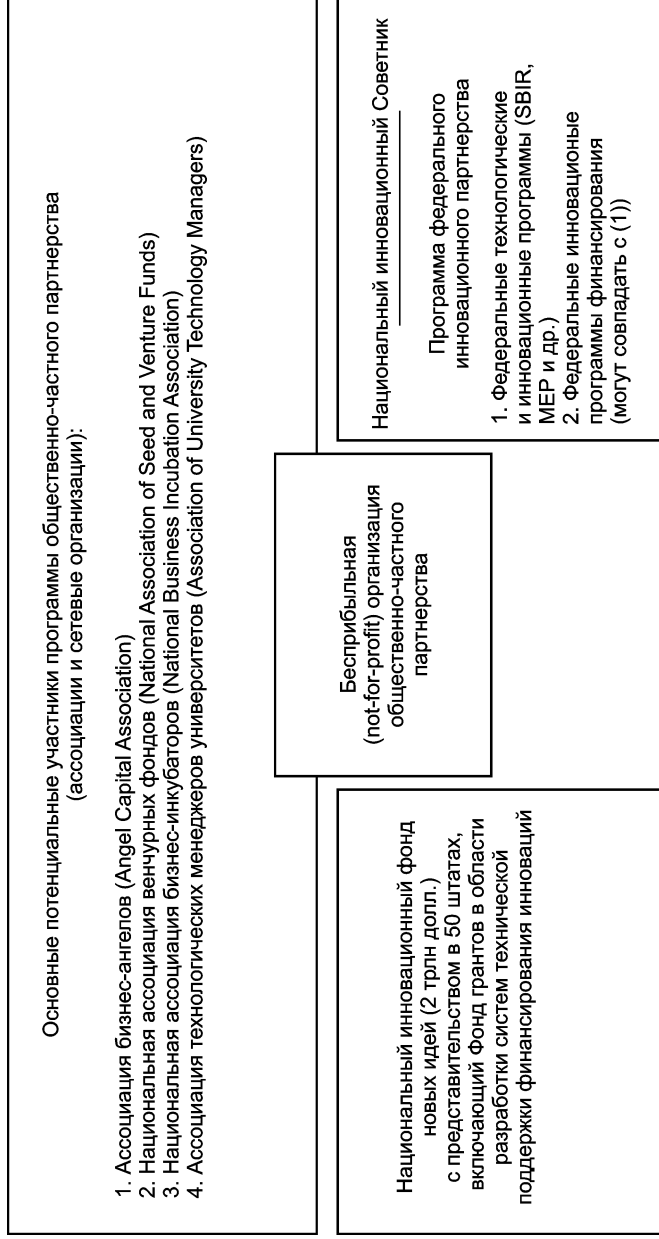 Основные потенциальные участники программы общественно-частного партнерства
(ассоциации и сетевые организации):
1. Ассоциация бизнес-ангелов (Angel Capital Association)
2. Национальная ассоциация венчурных фондов (National Association of Seed and Venture Funds)
3. Национальная ассоциация бизнес-инкубаторов (National Business Incubation Association)
4. Ассоциация технологических менеджеров университетов (Association of University Technology Managers)
Бесприбыльная
(not-for-profit) организация
общественно-частного
партнерства
Национальный инновационный фонд
новых идей (2 трлн долл.)
с представительством в 50 штатах,
включающий Фонд грантов в области
разработки систем технической
поддержки финансирования инноваций
Национальный инновационный Советник
Программа федерального
инновационного партнерства
1. Федеральные технологические
и инновационные программы (SBIR,
MEP и др.)
2. Федеральные инновационые
программы финансирования
(могут совпадать с (1))